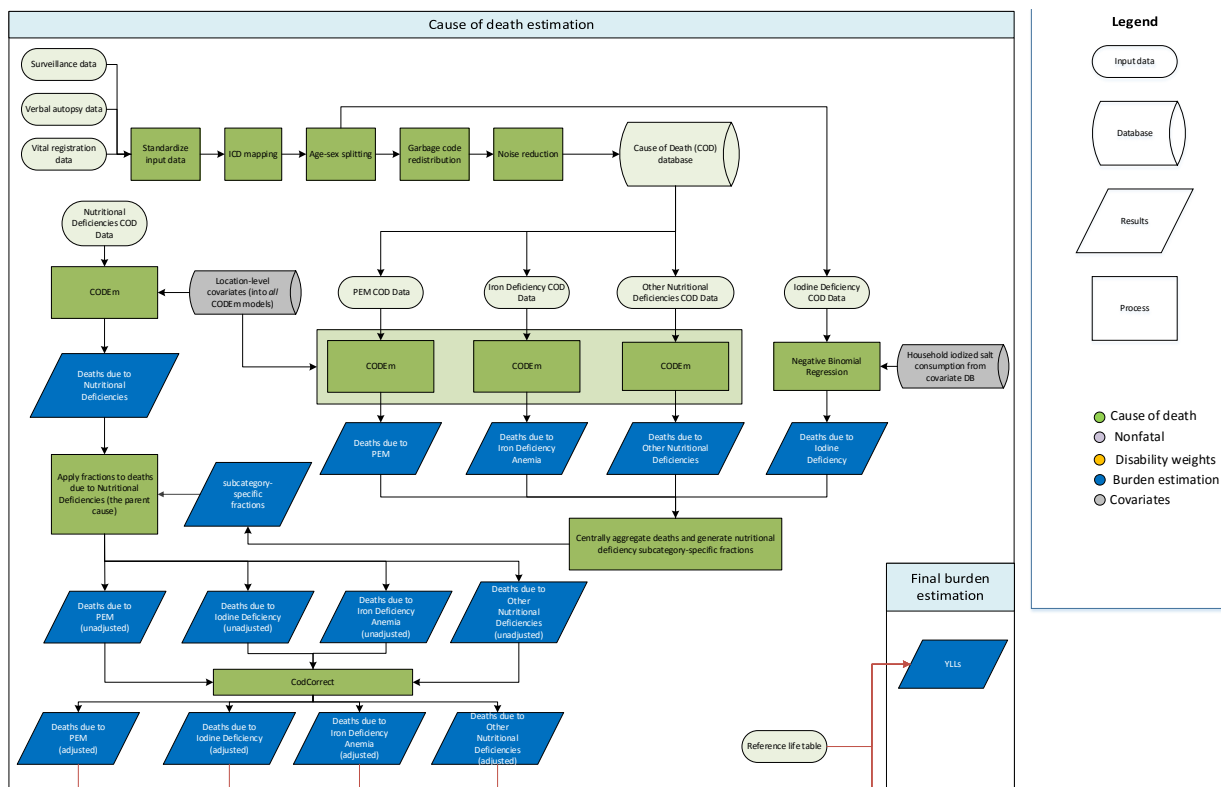 Cause of death estimation
Surveillance data
Verbal autopsy data
Vital registration
data
Standardize
input data
ICD mapping
Age-sex splitting
Garbage code
redistribution
Noise reduction
Cause of Death (COD)
database
Nutritional
Deficiencies COD
Data
CODEm
Location-level
covariates (into all
CODEm models)
PEM COD Data
Iron Deficiency COD
Data
Other Nutritional
Deficiencies COD Data
Iodine Deficiency
COD Data
CODEm
CODEm
CODEm
Negative Binomial
Regression
Household iodized salt
consumption from
covariate DB
Deaths due to
Nutritional
Deficiencies
Deaths due to
PEM
Deaths due to
Iron Deficiency
Anemia
Deaths due to
Other Nutritional
Deficiencies
Deaths due to
Iodine
Deficiency
Apply fractions to deaths
due to Nutritional
Deficiencies (the parent
cause)
subcategory-
specific
fractions
Centrally aggregate deaths and generate nutritional
deficiency subcategory-specific fractions
Deaths due to
PEM
(unadjusted)
Deaths due to
Iodine Deficiency
(unadjusted)
Deaths due to
Iron Deficiency
Anemia
(unadjusted)
Deaths due to
Other
Nutritional
Deficiencies
(unadjusted)
CodCorrect
Deaths due to
PEM
(adjusted)
Deaths due to
Iodine Deficiency
(adjusted)
Deaths due to
Iron Deficiency
Anemia
(adjusted)
Deaths due to
Other
Nutritional
Deficiencies
(adjusted)
Reference life table
Final burden
estimation
YLLs
Legend
Input data
Database
Results
Process
Cause of death
Nonfatal
Disability weights
Burden estimation
Covariates